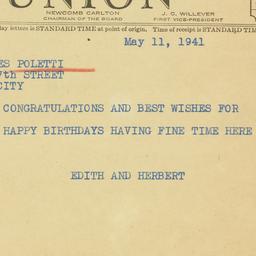 UNION
NEWCOMB CARLTON J. C. WILLEVER
CHAIRMAN OF THE BOARD FIRST VICE-PRESIDENT
letters is STANDARD TIME at point of origin. Time of receipt is STANDARD TIME
May 11, 1941
ES POLETTI
7TH STREET
CITY
CONGRATULATIONS AND BEST WISHES FOR
HAPPY BIRTHDAYS HAVING FINE TIME HERE
EDITH AND HERBERT